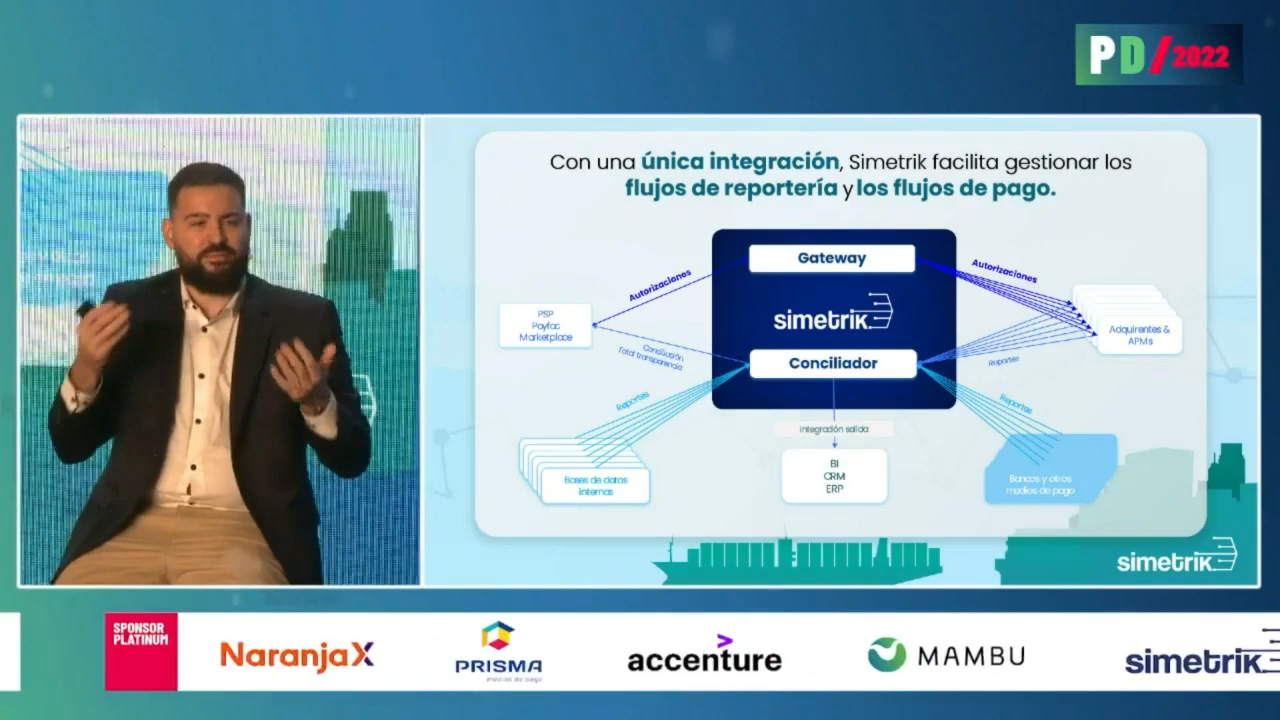 PD/2022
Con una única integración, Simetrik facilita gestionar los
flujos de reportería y los flujos de pago.
Gateway
Autorizaciones
Autorizaciones
simetrik
PSP
Payfac
Marketplace
Adquirentes &
APMs
Conciliación
Total transparencia
Conciliador
Reportes
Reportes
Reportes
Integración salida
Bases de datos
internas
BI
CRM
ERP
Bancos y otros
medios de pago
simetrik
SPONSOR
PLATINUM
NaranjaX
PRISMA
medios de pago
accenture
MAMBU
simetrik